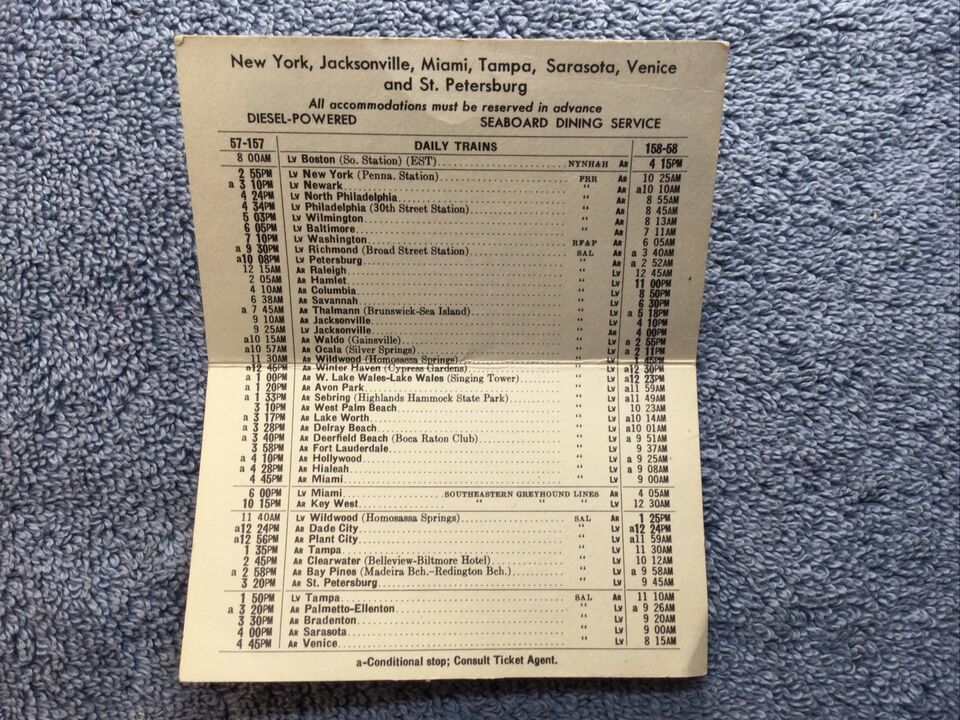 New York, Jacksonville, Miami, Tampa, Sarasota, Venice
and St. Petersburg
All accommodations must be reserved in advance
DIESEL-POWERED SEABOARD DINING SERVICE
57-157 DAILY TRAINS 158-58
8 00AM Lv Boston (So. Station) (EST) NYNH&H Ar 4 15PM
2 55PM Lv New York (Penna. Station) PRR Ar 10 25AM
a 3 10PM Lv Newark " Ar a10 10AM
4 24PM Lv North Philadelphia " Ar 8 55AM
4 34PM Lv Philadelphia (30th Street Station) " Ar 8 45AM
5 03PM Lv Wilmington " Ar 8 13AM
6 05PM Lv Baltimore " Ar 7 11AM
7 10PM Lv Washington RF&P Ar 6 05AM
a 9 30PM Lv Richmond (Broad Street Station) SAL Ar a 3 40AM
a10 08PM Lv Petersburg " Ar a 2 52AM
12 15AM Ar Raleigh " Lv 12 45AM
2 05AM Ar Hamlet " Lv 11 00PM
4 10AM Ar Columbia " Lv 8 50PM
6 38AM Ar Savannah " Lv 6 30PM
a 7 45AM Ar Thalmann (Brunswick-Sea Island) " Lv a 5 18PM
9 10AM Ar Jacksonville " Lv 4 10PM
9 25AM Lv Jacksonville " Ar 4 00PM
a10 15AM Ar Waldo (Gainsville) " Lv a 2 55PM
a10 57AM Ar Ocala (Silver Springs) " Lv a 2 11PM
11 30AM Ar Wildwood (Homosassa Springs) " Lv 1 45PM
a12 45PM Ar Winter Haven (Cypress Gardens) " Lv a12 30PM
a 1 00PM Ar W. Lake Wales-Lake Wales (Singing Tower) " Lv a12 23PM
a 1 20PM Ar Avon Park " Lv a11 59AM
a 1 33PM Ar Sebring (Highlands Hammock State Park) " Lv a11 49AM
3 10PM Ar West Palm Beach " Lv 10 23AM
a 3 17PM Ar Lake Worth " Lv a10 14AM
a 3 28PM Ar Delray Beach " Lv a10 01AM
a 3 40PM Ar Deerfield Beach (Boca Raton Club) " Lv a 9 51AM
3 58PM Ar Fort Lauderdale " Lv 9 37AM
a 4 10PM Ar Hollywood " Lv a 9 25AM
a 4 28PM Ar Hialeah " Lv a 9 08AM
4 45PM Ar Miami " Lv 9 00AM
6 00PM Lv Miami SOUTHEASTERN GREYHOUND LINES Ar 4 05AM
10 15PM Ar Key West " " " Lv 12 30AM
11 40AM Lv Wildwood (Homosassa Springs) SAL Ar 1 25PM
a12 24PM Ar Dade City " Lv a12 24PM
a12 56PM Ar Plant City " Lv a11 59AM
1 35PM Ar Tampa " Lv 11 30AM
2 45PM Ar Clearwater (Belleview-Biltmore Hotel) " Lv 10 12AM
a 2 58PM Ar Bay Pines (Madeira Bch.-Redington Bch.) " Lv a 9 58AM
3 20PM Ar St. Petersburg " Lv 9 45AM
1 50PM Lv Tampa SAL Ar 11 10AM
a 3 20PM Ar Palmetto-Ellenton " Lv a 9 26AM
3 30PM Ar Bradenton " Lv 9 20AM
4 00PM Ar Sarasota " Lv 9 00AM
4 45PM Ar Venice " Lv 8 15AM
a-Conditional stop; Consult Ticket Agent.